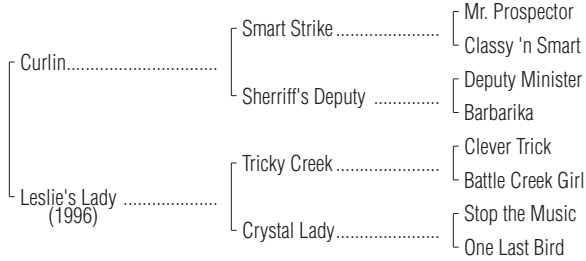 Mr. Prospector
Smart Strike ......................
Classy 'n Smart
Curlin................................
Deputy Minister
Sherriff's Deputy ..............
Barbarika
Clever Trick
Tricky Creek ......................
Battle Creek Girl
Leslie's Lady ....................
(1996)
Stop the Music
Crystal Lady......................
One Last Bird